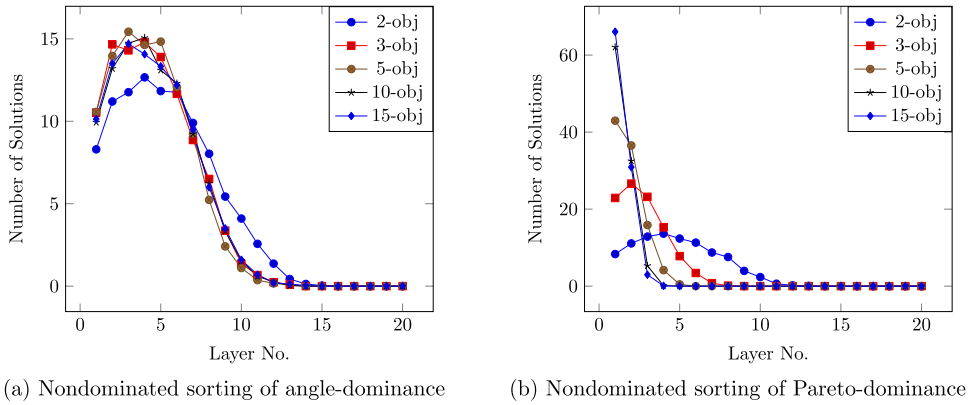 15
10
5
0
0
5
10
15
20
Number of Solutions
Layer No.
2-obj
3-obj
5-obj
10-obj
15-obj
(a) Nondominated sorting of angle-dominance
60
40
20
0
0
5
10
15
20
Number of Solutions
Layer No.
2-obj
3-obj
5-obj
10-obj
15-obj
(b) Nondominated sorting of Pareto-dominance